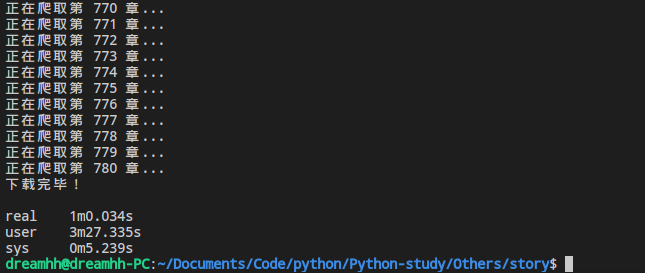 正在爬取第 770 章...
正在爬取第 771 章...
正在爬取第 772 章...
正在爬取第 773 章...
正在爬取第 774 章...
正在爬取第 775 章...
正在爬取第 776 章...
正在爬取第 777 章...
正在爬取第 778 章...
正在爬取第 779 章...
正在爬取第 780 章...
下载完毕！
real 1m0.034s
user 3m27.335s
sys 0m5.239s
dreamhh@dreamhh-PC:~/Documents/Code/python/Python-study/Others/story$